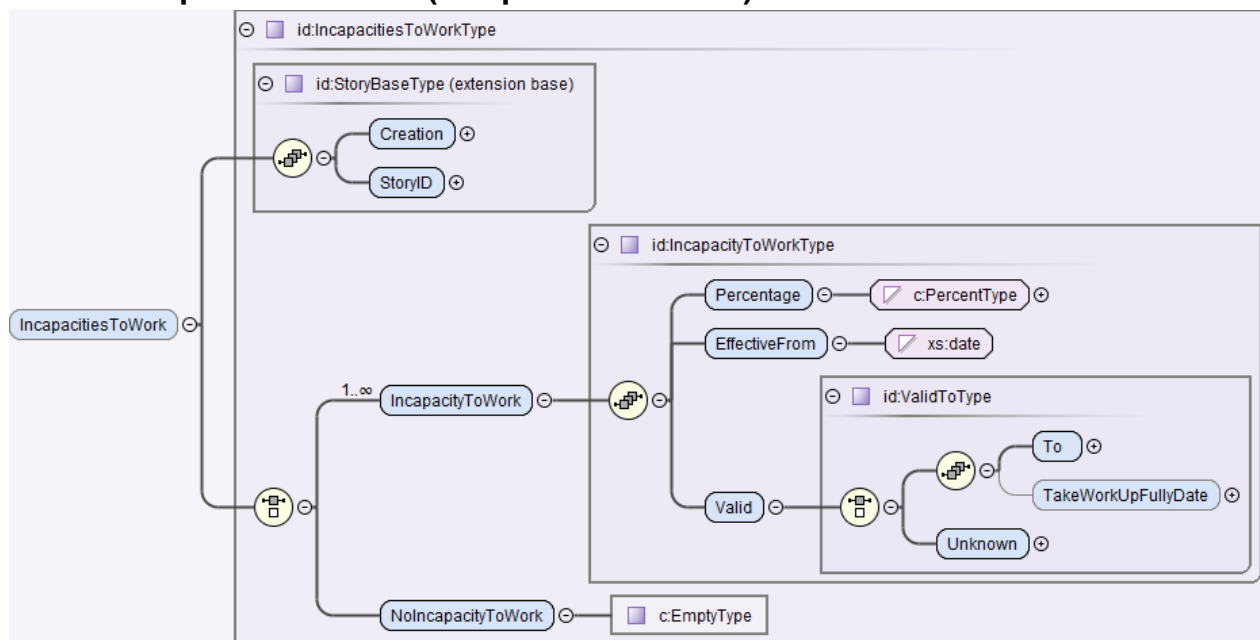 id:IncapacitiesToWorkType
id:StoryBaseType (extension base)
Creation
StoryID
id:IncapacityToWorkType
Percentage
c:PercentType
EffectiveFrom
xs:date
id:ValidToType
To
TakeWorkUpFullyDate
Unknown
Valid
1..∞
IncapacityToWork
IncapacitiesToWork
NoIncapacityToWork
c:EmptyType